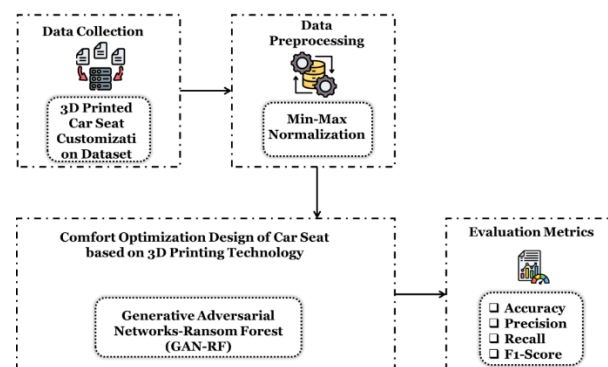 Data Collection
3D Printed
Car Seat
Customizati
on Dataset
Data
Preprocessing
Min-Max
Normalization
Comfort Optimization Design of Car Seat
based on 3D Printing Technology
Generative Adversarial
Networks-Ransom Forest
(GAN-RF)
Evaluation Metrics
❑ Accuracy
❑ Precision
❑ Recall
❑ F1-Score